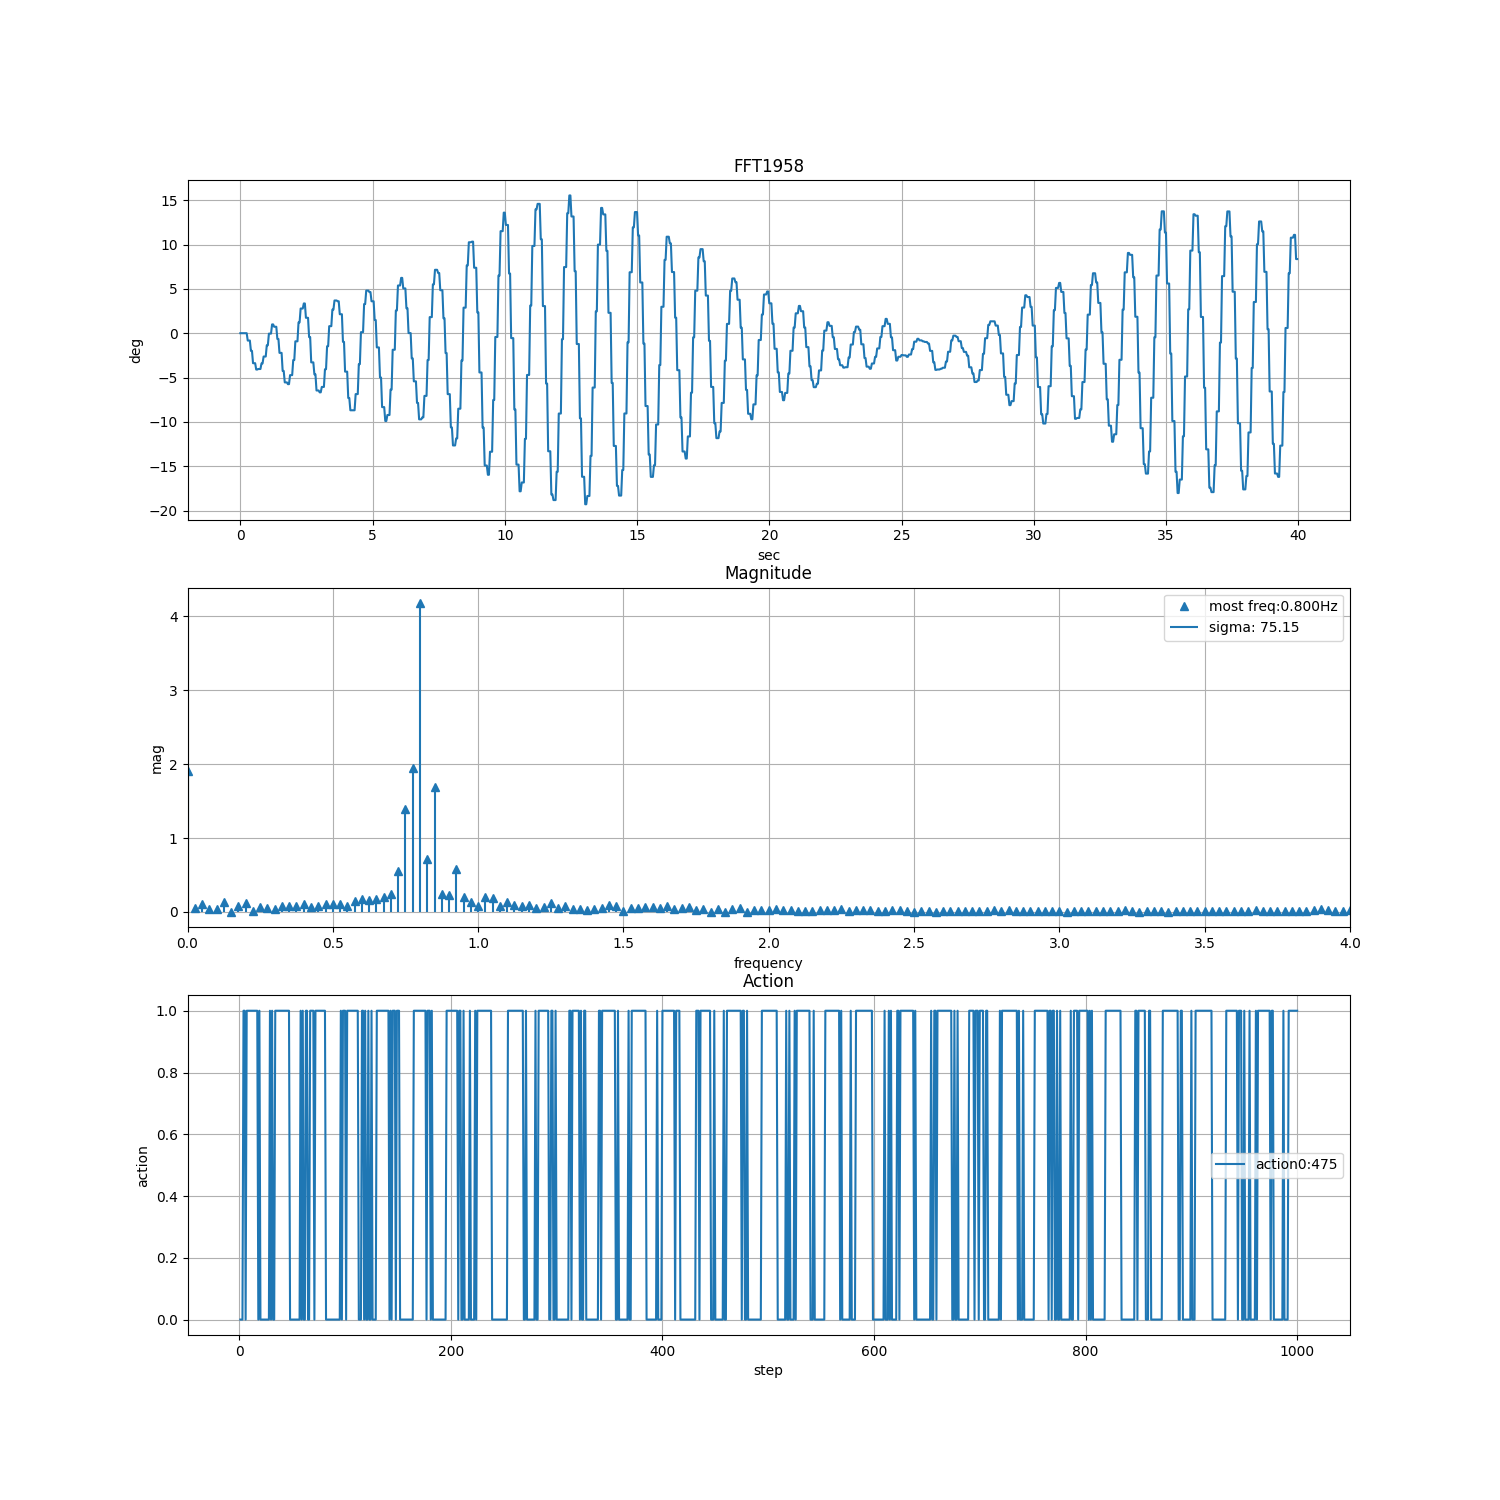 FFT1958
15
10
5
0
−5
−10
−15
−20
deg
0 5 10 15 20 25 30 35 40
sec
Magnitude
most freq:0.800Hz
sigma: 75.15
4
3
2
1
0
mag
0.0 0.5 1.0 1.5 2.0 2.5 3.0 3.5 4.0
frequency
Action
1.0
0.8
0.6
0.4
0.2
0.0
action
action0:475
0 200 400 600 800 1000
step